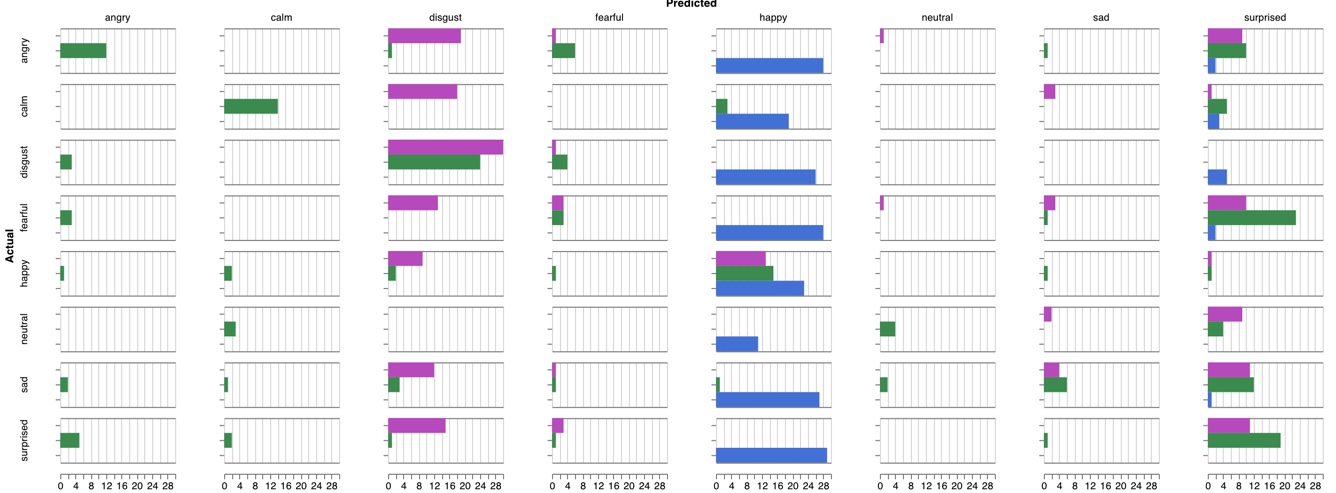 Predicted
angry calm disgust fearful happy neutral sad surprised
Actual
angry
calm
disgust
fearful
happy
neutral
sad
surprised
0 4 8 12 16 20 24 28 0 4 8 12 16 20 24 28 0 4 8 12 16 20 24 28 0 4 8 12 16 20 24 28 0 4 8 12 16 20 24 28 0 4 8 12 16 20 24 28 0 4 8 12 16 20 24 28 0 4 8 12 16 20 24 28